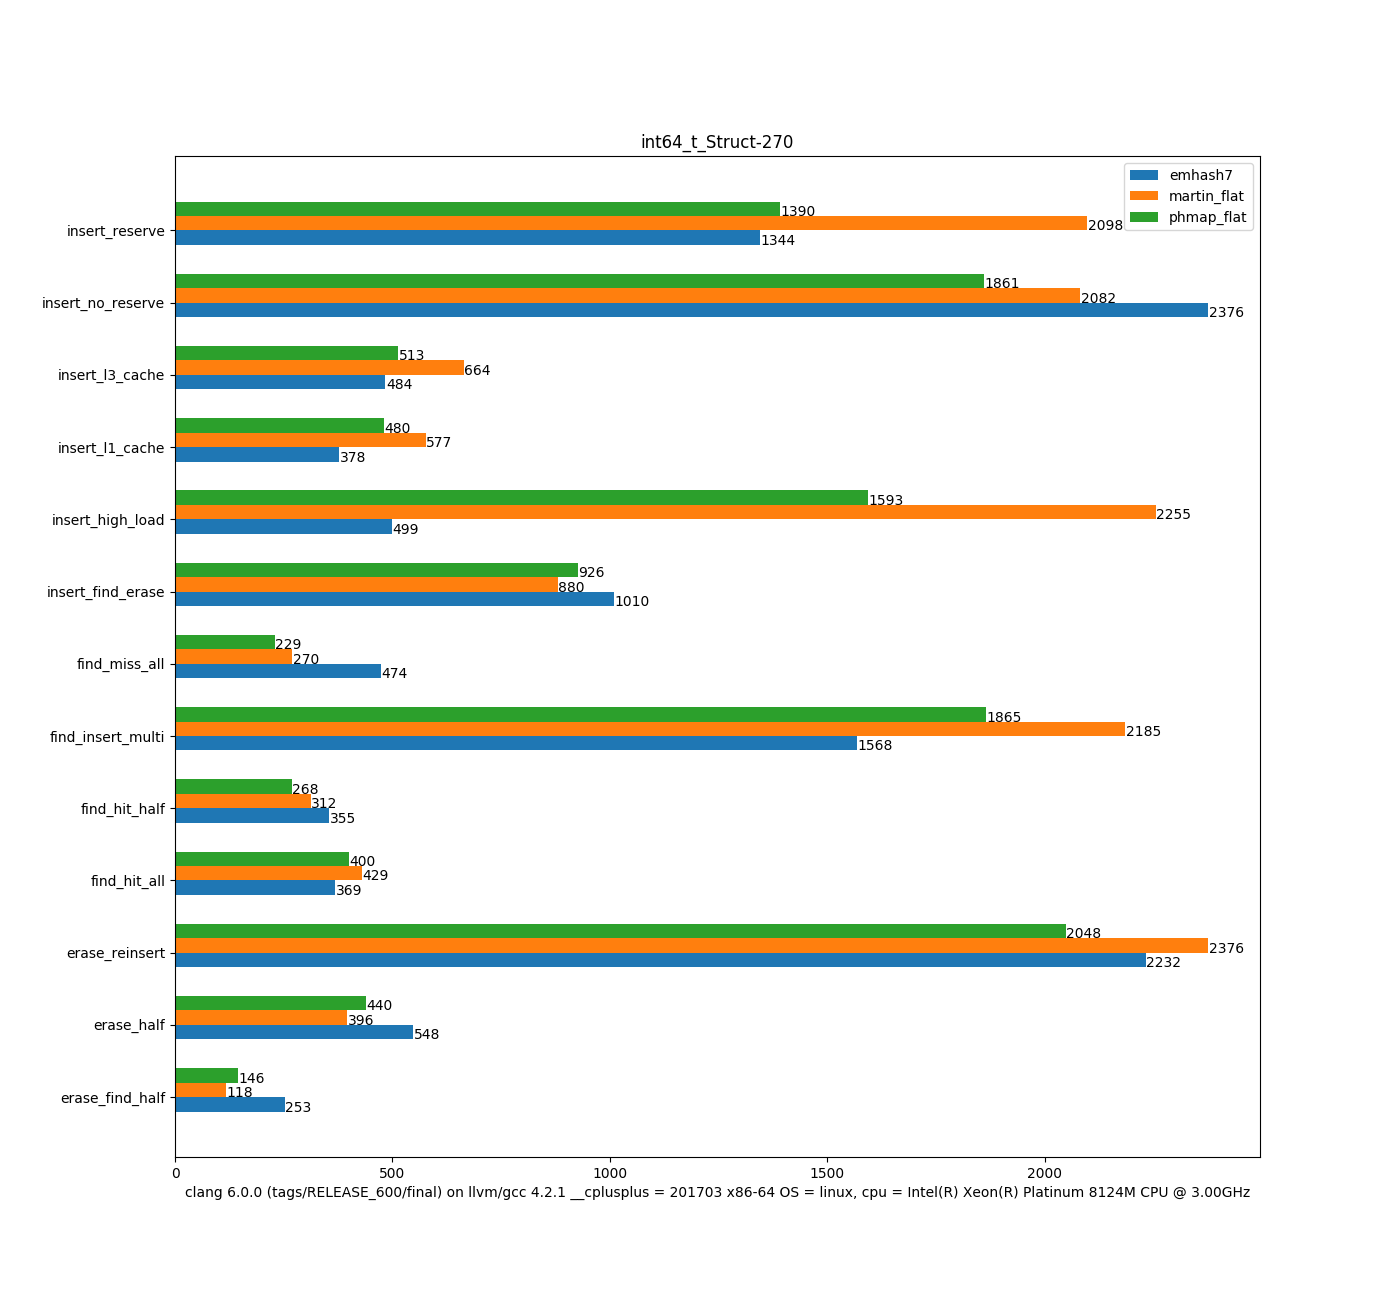 int64_t_Struct-270
emhash7
martin_flat
phmap_flat
insert_reserve
1390
2098
1344
insert_no_reserve
1861
2082
2376
insert_l3_cache
513
664
484
insert_l1_cache
480
577
378
insert_high_load
1593
2255
499
insert_find_erase
926
880
1010
find_miss_all
229
270
474
find_insert_multi
1865
2185
1568
find_hit_half
268
312
355
find_hit_all
400
429
369
erase_reinsert
2048
2376
2232
erase_half
440
396
548
erase_find_half
146
118
253
0 500 1000 1500 2000
clang 6.0.0 (tags/RELEASE_600/final) on llvm/gcc 4.2.1 __cplusplus = 201703 x86-64 OS = linux, cpu = Intel(R) Xeon(R) Platinum 8124M CPU @ 3.00GHz